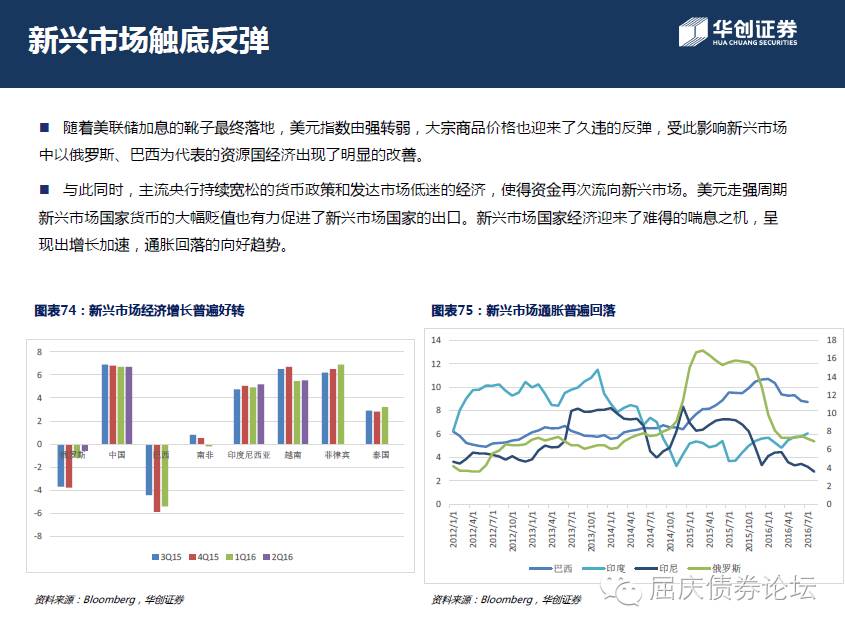 新兴市场触底反弹
华创证券
HUA CHUANG SECURITIES
■ 随着美联储加息的靴子最终落地，美元指数由强转弱，大宗商品价格也迎来了久违的反弹，受此影响新兴市场
中以俄罗斯、巴西为代表的资源国经济出现了明显的改善。
■ 与此同时，主流央行持续宽松的货币政策和发达市场低迷的经济，使得资金再次流向新兴市场。美元走强周期
新兴市场国家货币的大幅贬值也有力促进了新兴市场国家的出口。新兴市场国家经济迎来了难得的喘息之机，呈
现出增长加速，通胀回落的向好趋势。
图表74：新兴市场经济增长普遍好转
8
6
4
2
0
-2
-4
-6
-8
俄罗斯 中国 巴西 南非 印度尼西亚 越南 菲律宾 泰国
3Q15 4Q15 1Q16 2Q16
资料来源：Bloomberg，华创证券
图表75：新兴市场通胀普遍回落
14
12
10
8
6
4
2
0
18
16
14
12
10
8
6
4
2
0
2012/1/1 2012/4/1 2012/7/1 2012/10/1 2013/1/1 2013/4/1 2013/7/1 2013/10/1 2014/1/1 2014/4/1 2014/7/1 2014/10/1 2015/1/1 2015/4/1 2015/7/1 2015/10/1 2016/1/1 2016/4/1 2016/7/1
巴西 印度 印尼 俄罗斯
资料来源：Bloomberg，华创证券
屈庆债券论坛